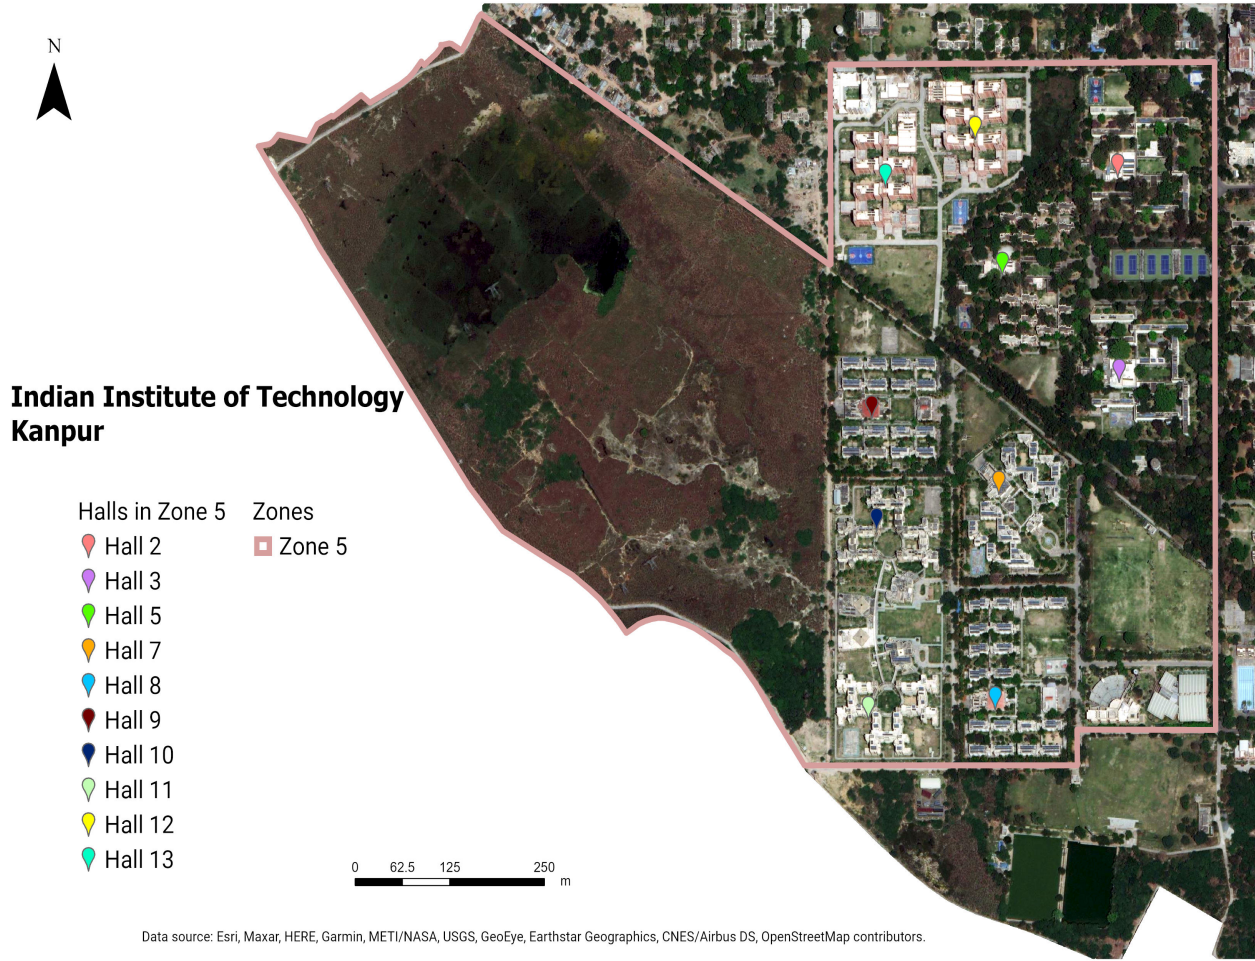 N
Indian Institute of Technology
Kanpur
Halls in Zone 5
Hall 2
Hall 3
Hall 5
Hall 7
Hall 8
Hall 9
Hall 10
Hall 11
Hall 12
Hall 13
Zones
Zone 5
0 62.5 125 250
m
Data source: Esri, Maxar, HERE, Garmin, METI/NASA, USGS, GeoEye, Earthstar Geographics, CNES/Airbus DS, OpenStreetMap contributors.